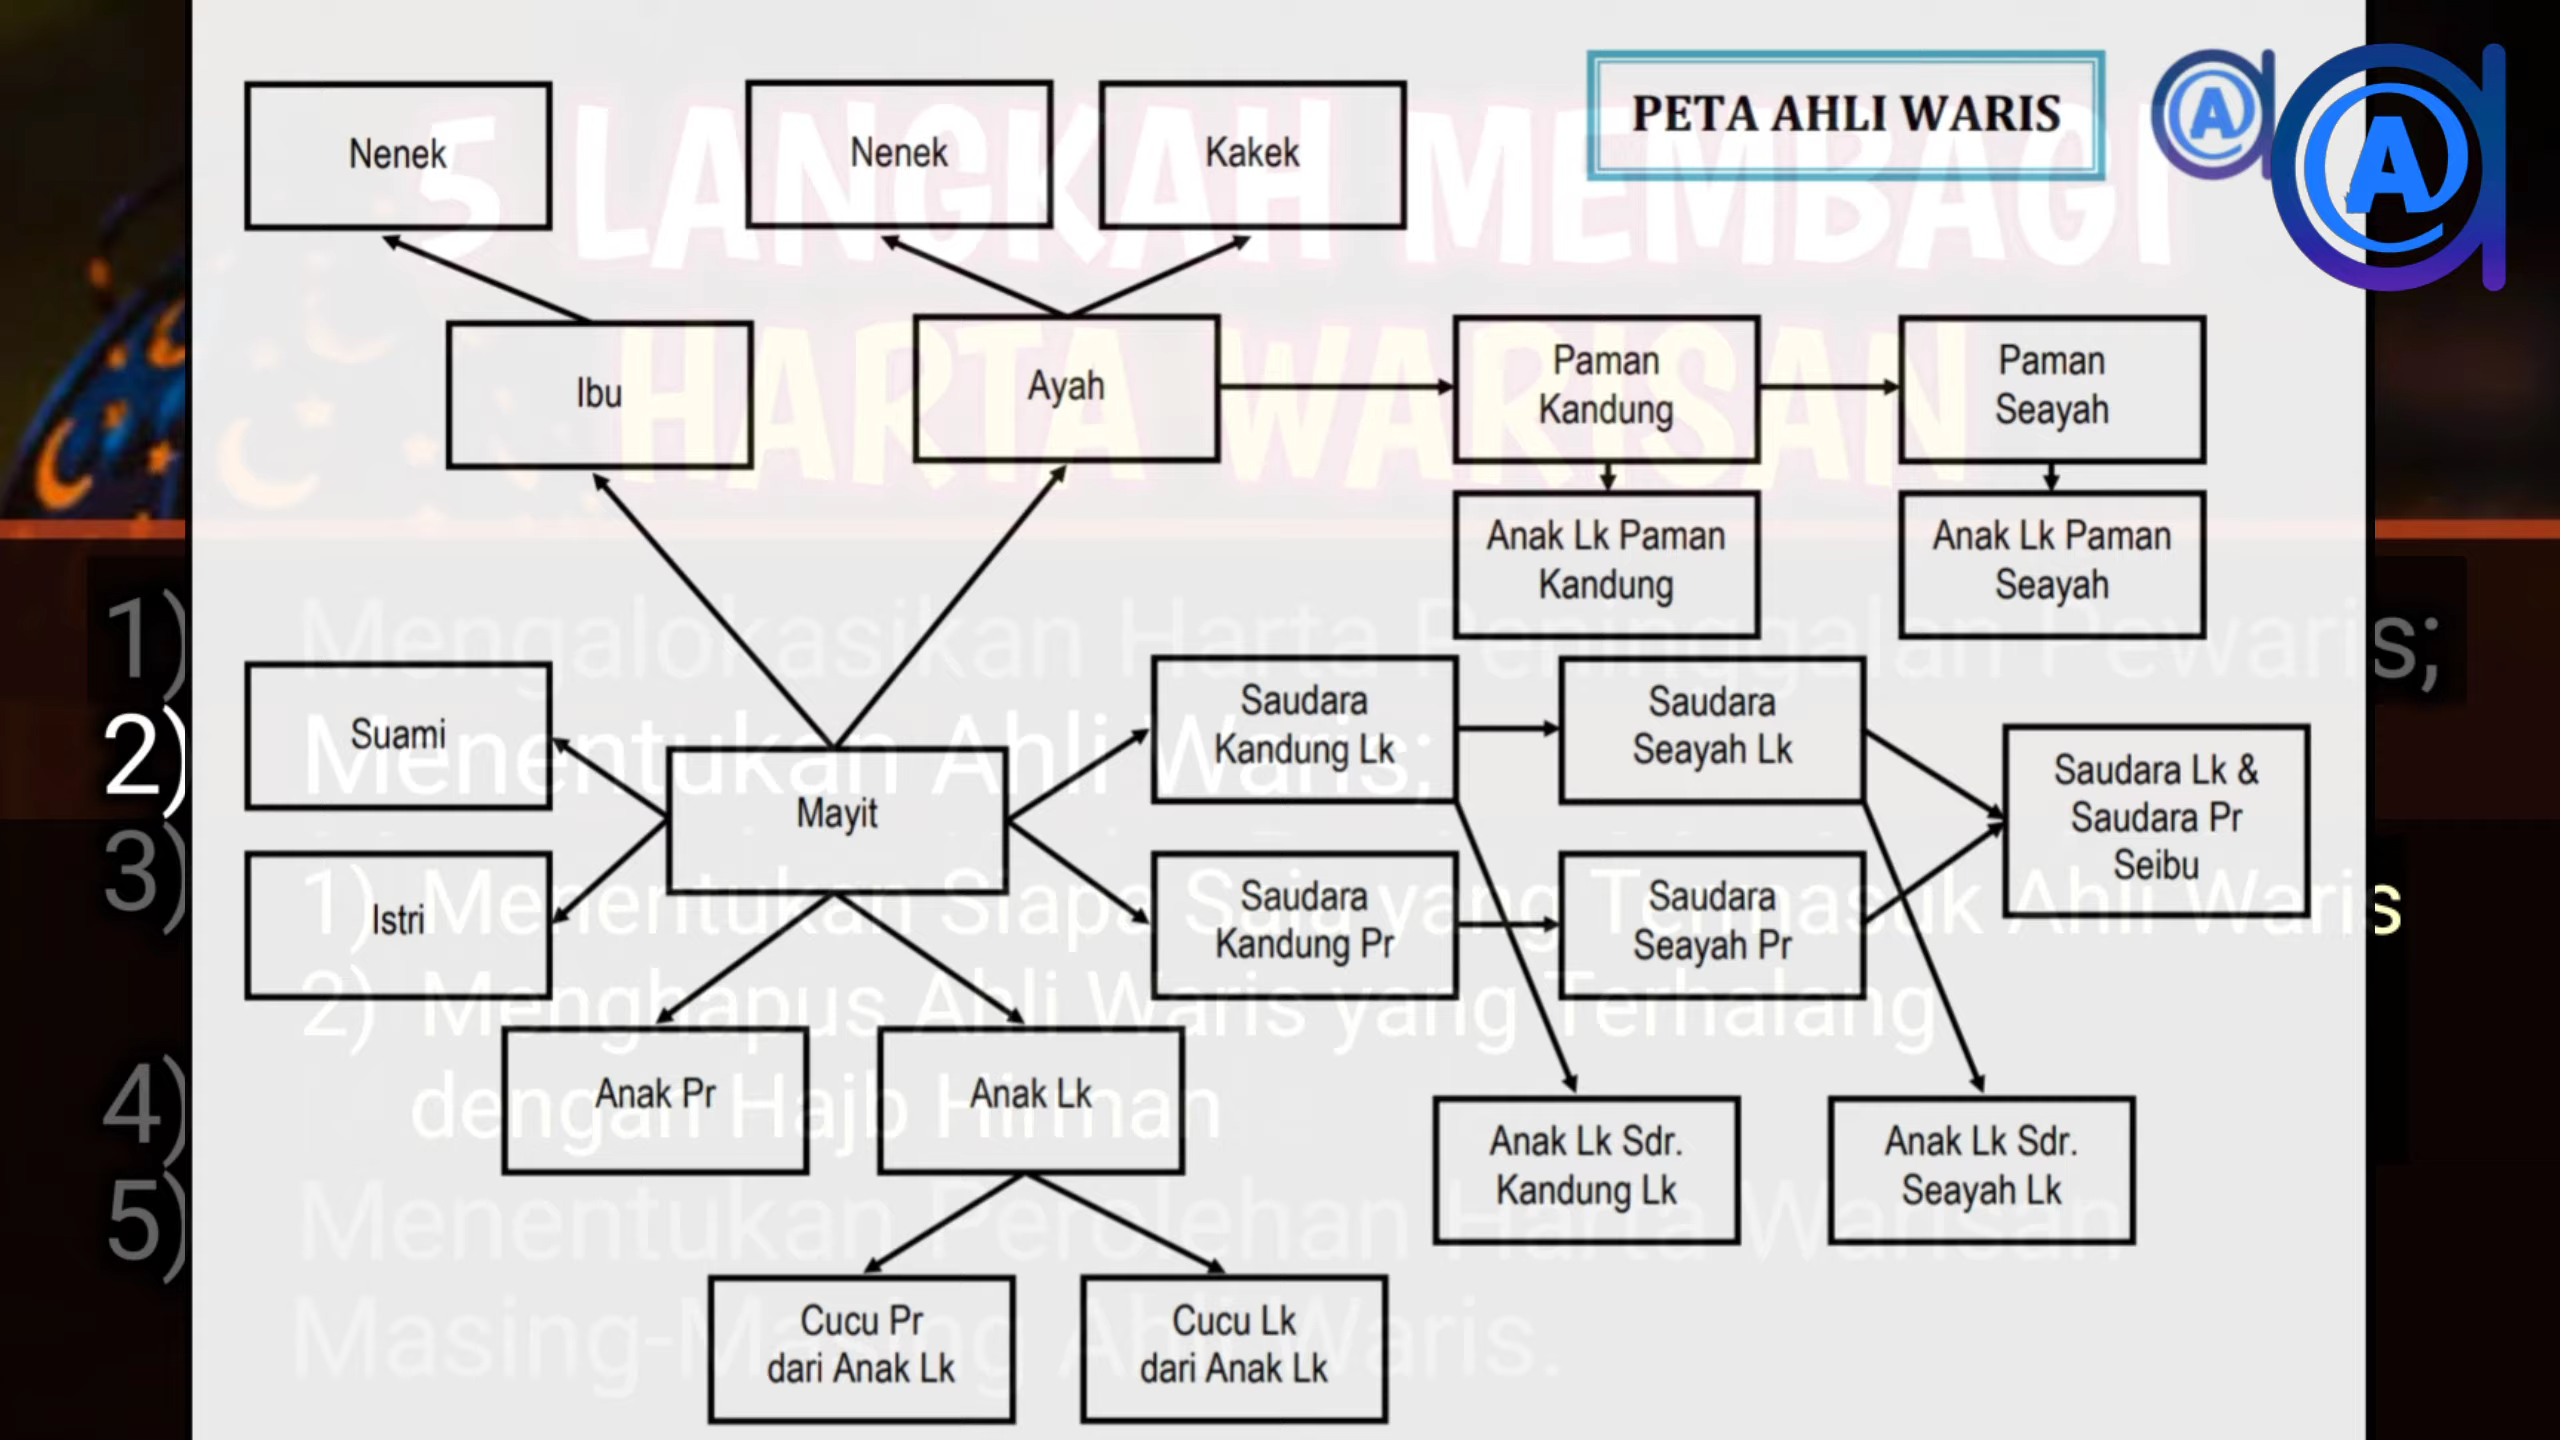 PETA AHLI WARIS
Nenek
Nenek
Kakek
Ibu
Ayah
Paman
Kandung
Paman
Seayah
Anak Lk Paman
Kandung
Anak Lk Paman
Seayah
Suami
Istri
Mayit
Saudara
Kandung Lk
Saudara
Seayah Lk
Saudara
Kandung Pr
Saudara
Seayah Pr
Saudara Lk &
Saudara Pr
Seibu
Anak Pr
Anak Lk
Anak Lk Sdr.
Kandung Lk
Anak Lk Sdr.
Seayah Lk
Cucu Pr
dari Anak Lk
Cucu Lk
dari Anak Lk
5 LANGKAH MEMBAGI
HARTA WARISAN
1) Mengalokasikan Harta Peninggalan Pewaris;
2) Menentukan Ahli Waris;
3)
1) Menentukan Siapa Saja yang Termasuk Ahli Waris
2) Menghapus Ahli Waris yang Terhalang
dengan Hajb Hirman
4)
5) Menentukan Perolehan Harta Warisan
Masing-Masing Ahli Waris.